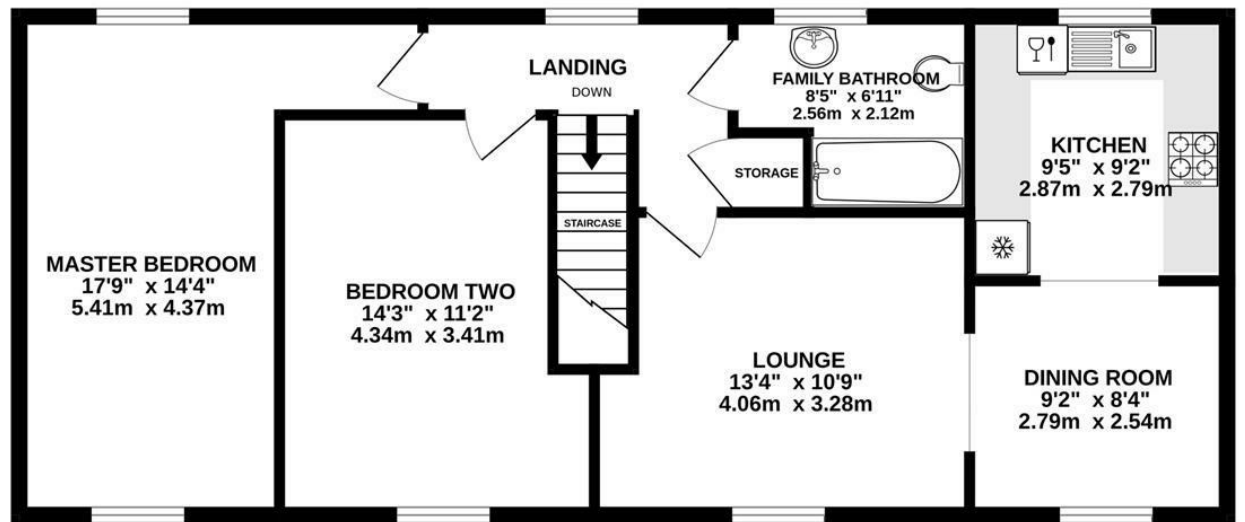 LANDING
DOWN
FAMILY BATHROOM
8'5" x 6'11"
2.56m x 2.12m
KITCHEN
9'5" x 9'2"
2.87m x 2.79m
STORAGE
STAIRCASE
MASTER BEDROOM
17'9" x 14'4"
5.41m x 4.37m
BEDROOM TWO
14'3" x 11'2"
4.34m x 3.41m
LOUNGE
13'4" x 10'9"
4.06m x 3.28m
DINING ROOM
9'2" x 8'4"
2.79m x 2.54m